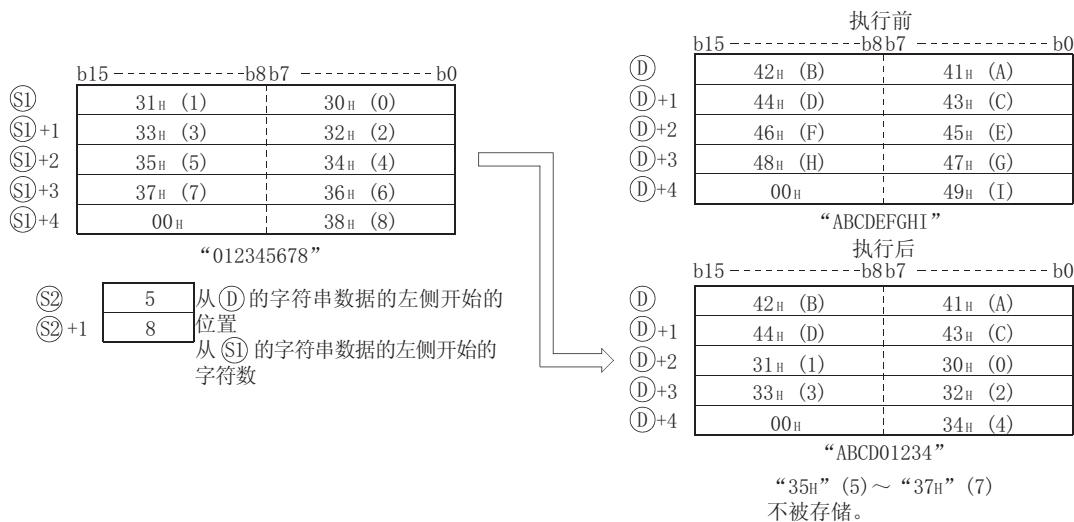 b15 b8 b7 b0
S1 31H (1) 30H (0)
S1+1 33H (3) 32H (2)
S1+2 35H (5) 34H (4)
S1+3 37H (7) 36H (6)
S1+4 00H 38H (8)
“012345678”
S2 5 从 D 的字符串数据的左侧开始的
位置
S2+1 8 从 S1 的字符串数据的左侧开始的
字符数
执行前
b15 b8 b7 b0
D 42H (B) 41H (A)
D+1 44H (D) 43H (C)
D+2 46H (F) 45H (E)
D+3 48H (H) 47H (G)
D+4 00H 49H (I)
“ABCDEFGHI”
执行后
b15 b8 b7 b0
D 42H (B) 41H (A)
D+1 44H (D) 43H (C)
D+2 31H (1) 30H (0)
D+3 33H (3) 32H (2)
D+4 00H 34H (4)
“ABCD01234”
“35H” (5)～“37H” (7)
不被存储。